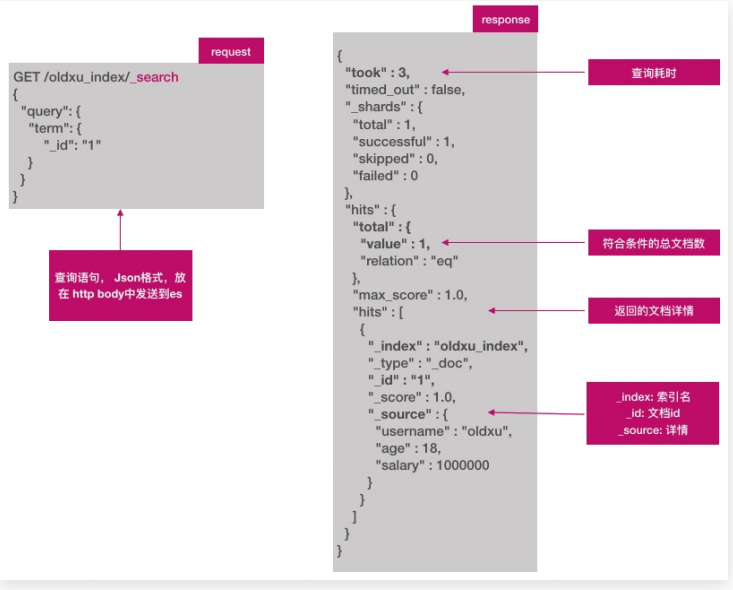 request
GET /oldxu_index/_search
{
"query": {
"term": {
"_id": "1"
}
}
}
查询语句， Json格式，放
在 http body中发送到es
response
{
"took" : 3,
"timed_out" : false,
"_shards" : {
"total" : 1,
"successful" : 1,
"skipped" : 0,
"failed" : 0
},
"hits" : {
"total" : {
"value" : 1,
"relation" : "eq"
},
"max_score" : 1.0,
"hits" : [
{
"_index" : "oldxu_index",
"_type" : "_doc",
"_id" : "1",
"_score" : 1.0,
"_source" : {
"username" : "oldxu",
"age" : 18,
"salary" : 1000000
}
}
]
}
}
查询耗时
符合条件的总文档数
返回的文档详情
_index: 索引名
_id: 文档id
_source: 详情